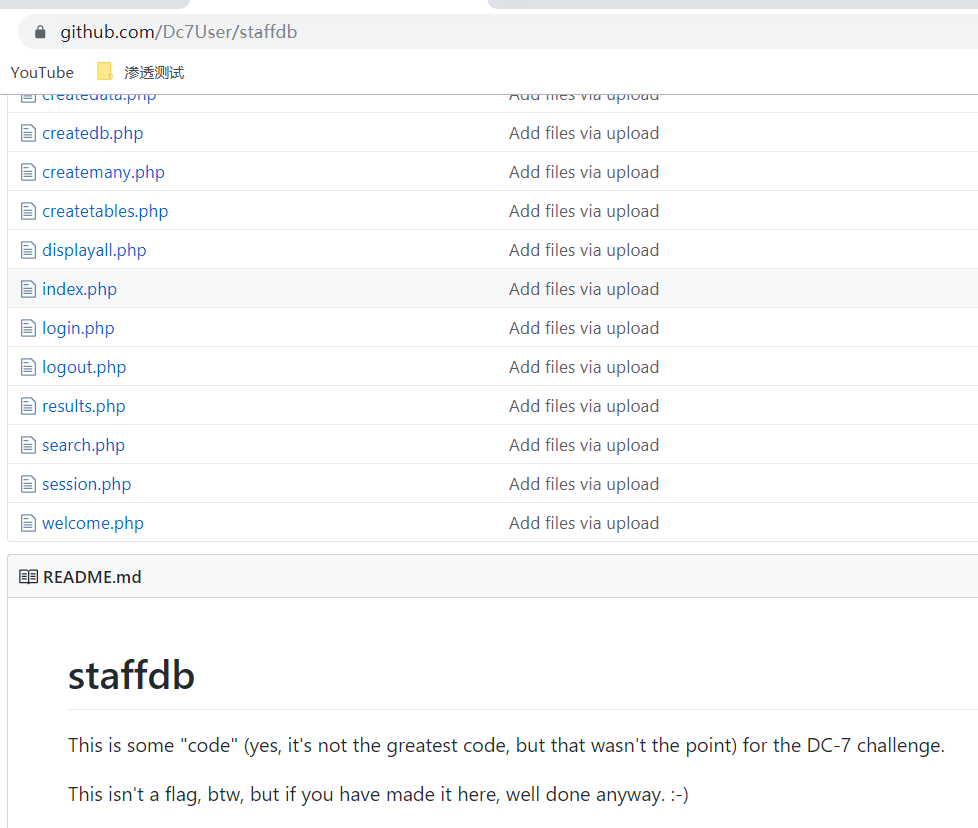 github.com/Dc7User/staffdb
YouTube 渗透测试
createdata.php Add files via upload
createdb.php Add files via upload
createmany.php Add files via upload
createtables.php Add files via upload
displayall.php Add files via upload
index.php Add files via upload
login.php Add files via upload
logout.php Add files via upload
results.php Add files via upload
search.php Add files via upload
session.php Add files via upload
welcome.php Add files via upload
README.md
staffdb
This is some "code" (yes, it's not the greatest code, but that wasn't the point) for the DC-7 challenge.
This isn't a flag, btw, but if you have made it here, well done anyway. :-)